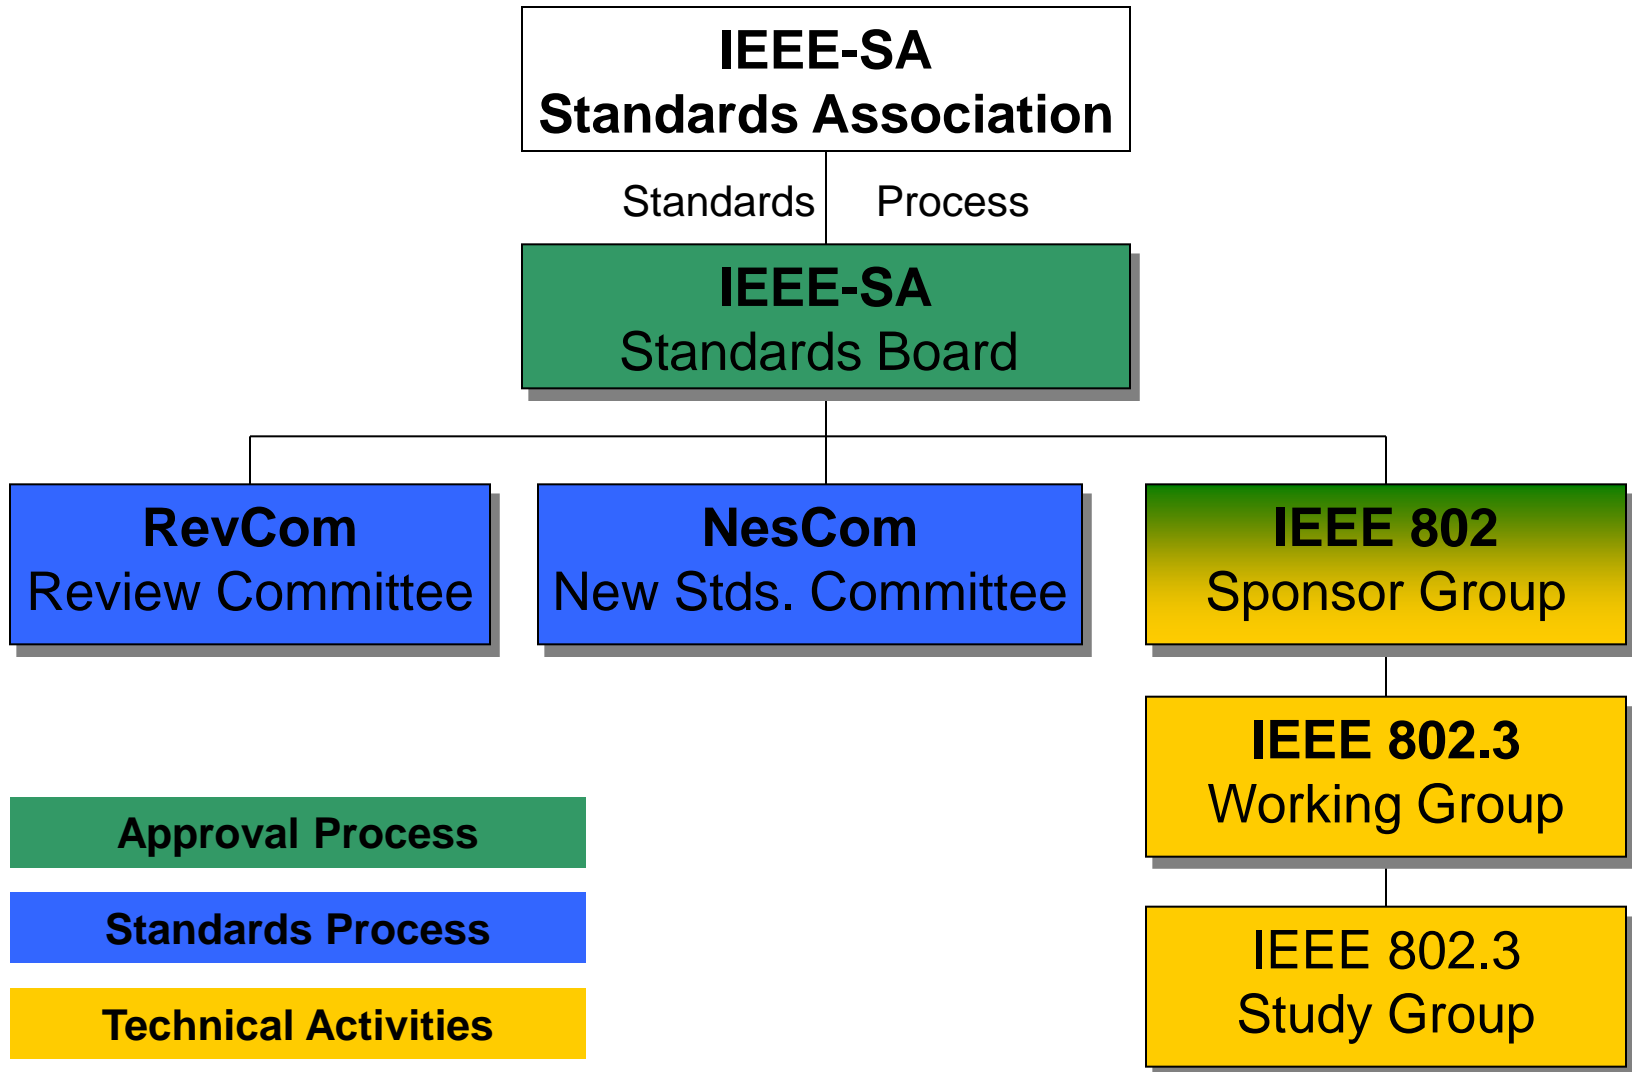 IEEE-SA
Standards Association
Standards Process
IEEE-SA
Standards Board
RevCom
Review Committee
NesCom
New Stds. Committee
IEEE 802
Sponsor Group
IEEE 802.3
Working Group
IEEE 802.3
Study Group
Approval Process
Standards Process
Technical Activities